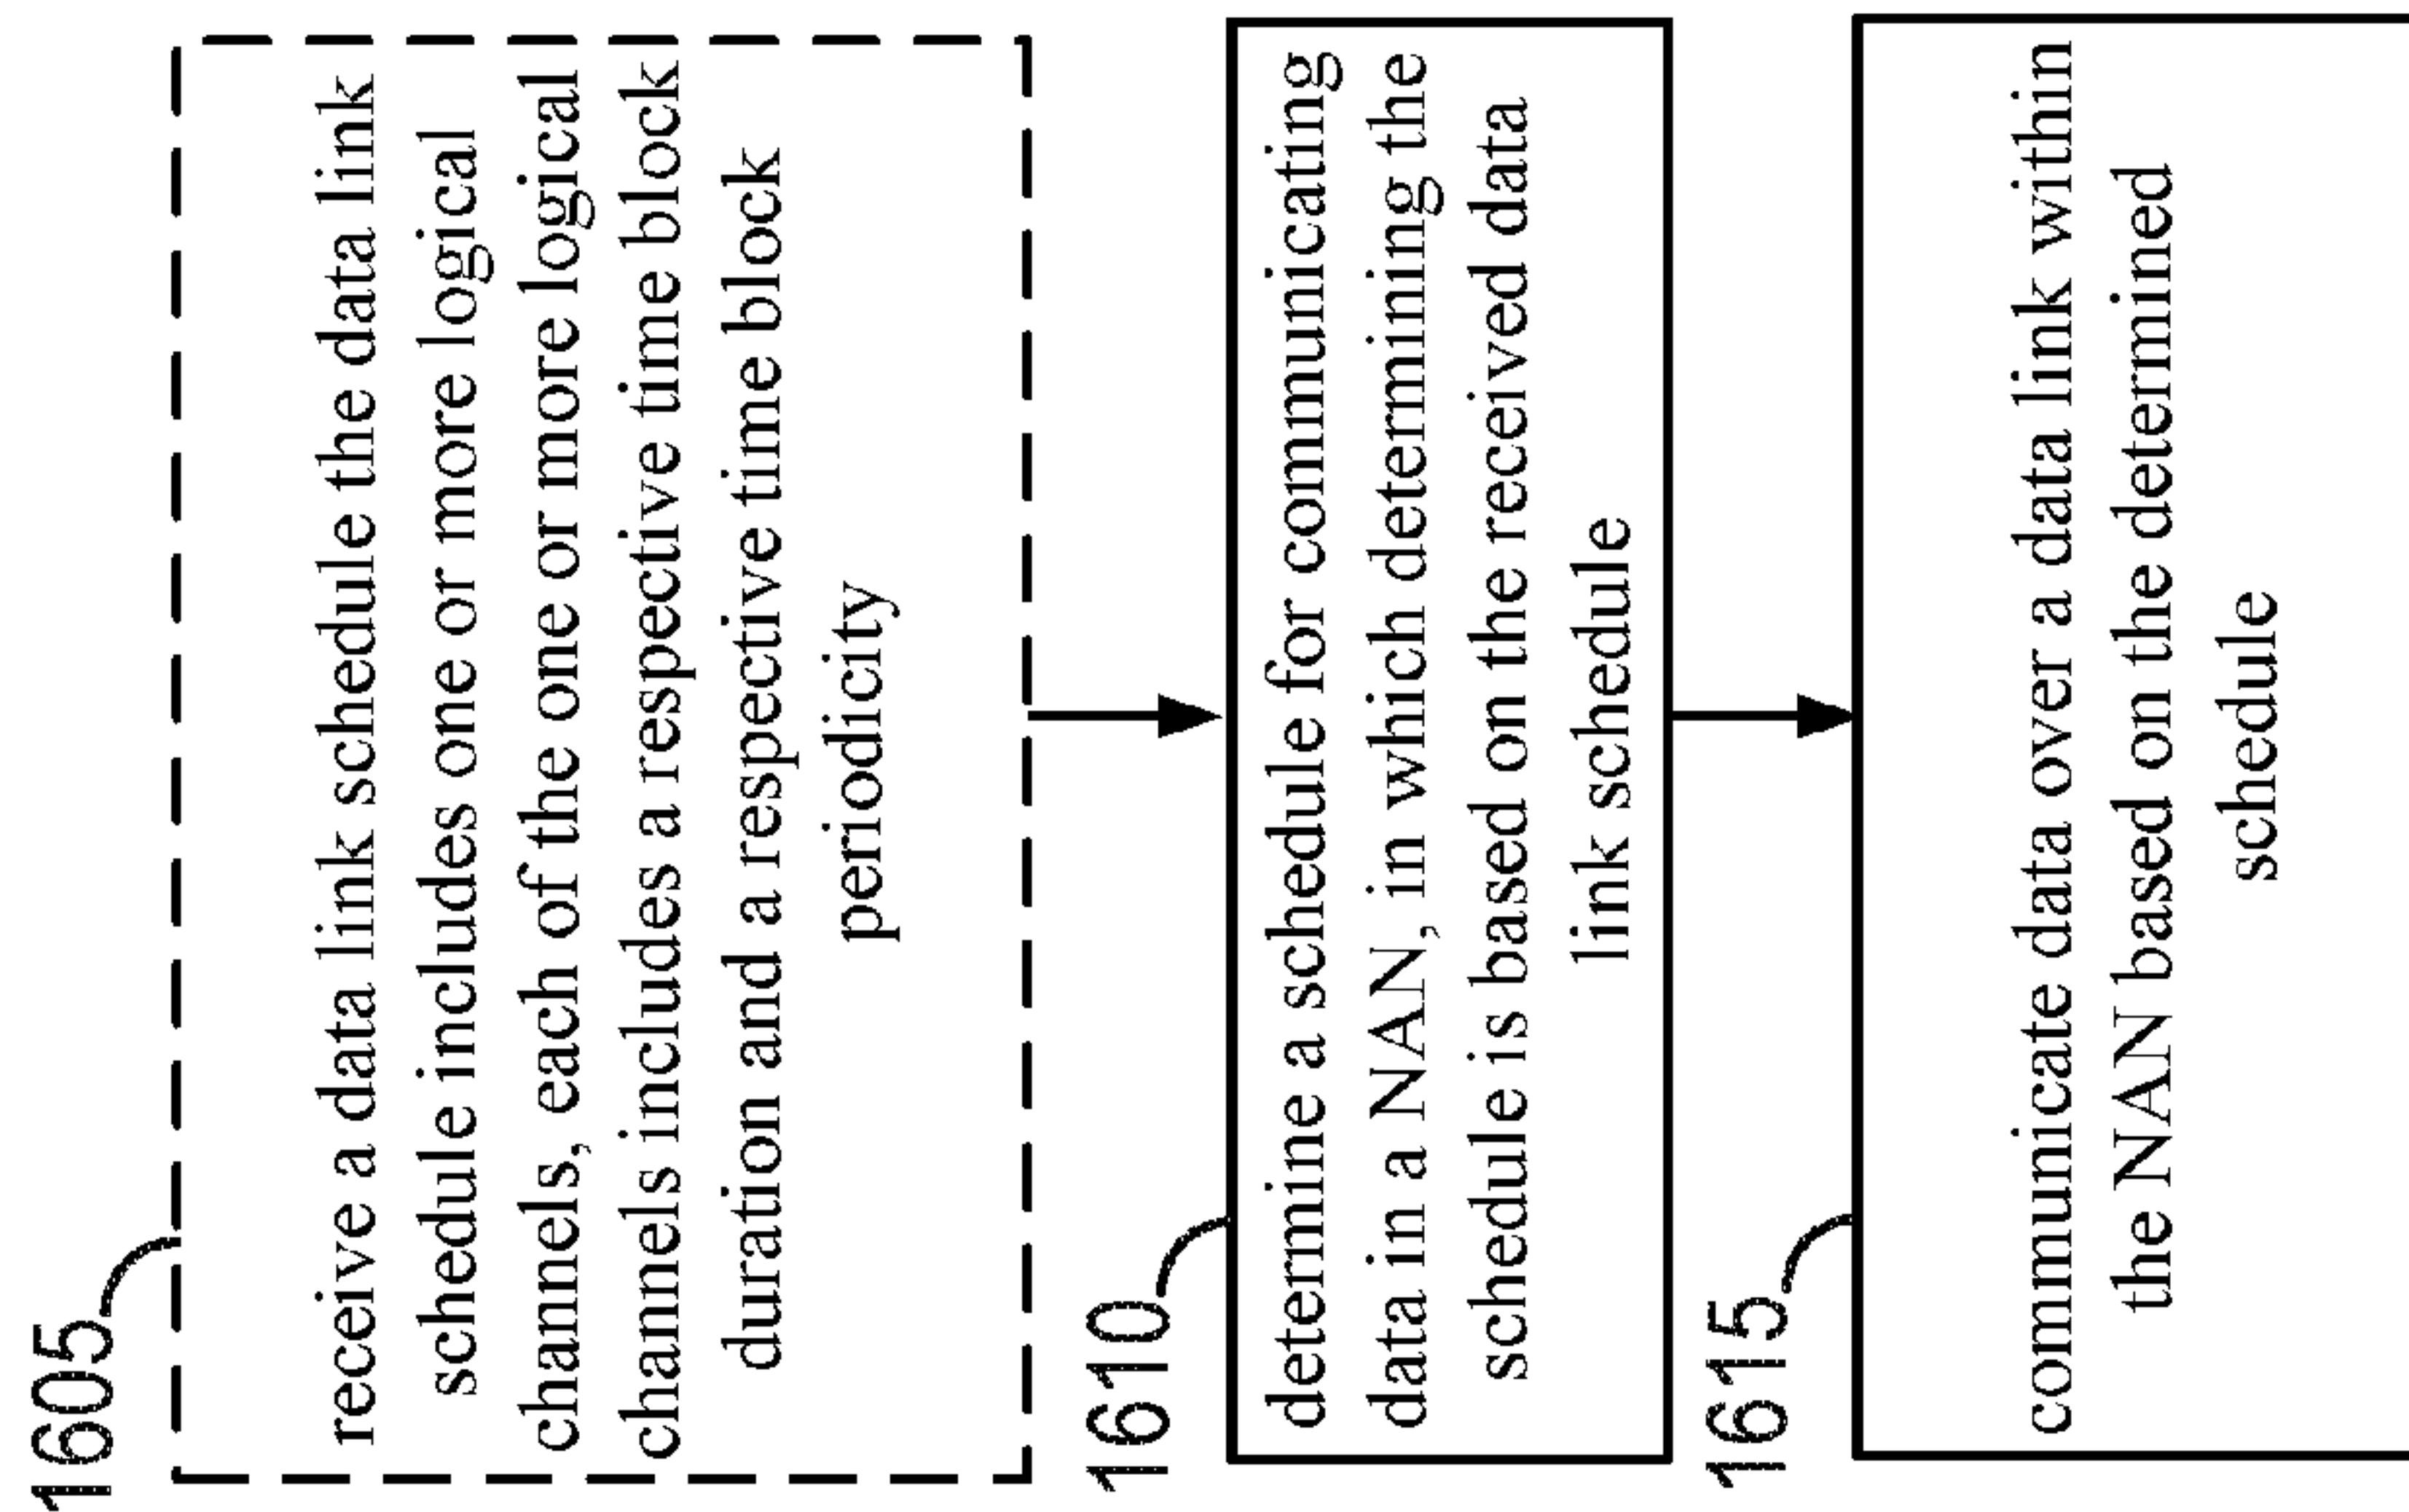 1605
receive a data link schedule the data link
schedule includes one or more logical
channels, each of the one or more logical
channels includes a respective time block
duration and a respective time block
periodicity
1610
determine a schedule for communicating
data in a NAN, in which determining the
schedule is based on the received data
link schedule
1615
communicate data over a data link within
the NAN based on the determined
schedule